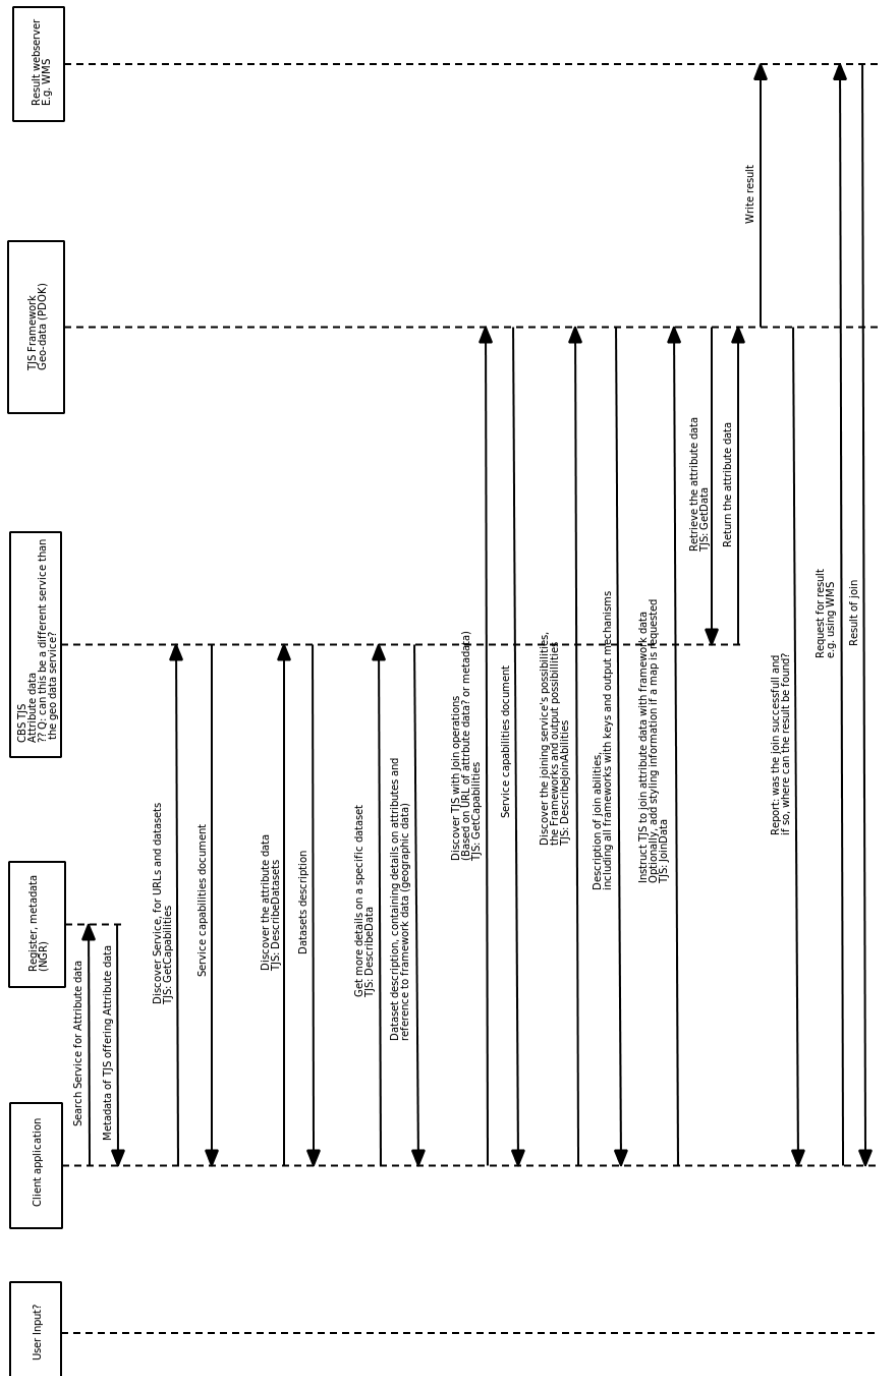 User Input?
Client application
Register, metadata
(NGR)
CBS TJS
Attribute data
?? Q: can this be a different service than
the geo data service?
TJS Framework
Geo-data (PDOK)
Result webserver
E.g. WMS
Search Service for Attribute data
Metadata of TJS offering Attribute data
Discover Service, for URLs and datasets
TJS: GetCapabilities
Service capabilities document
Discover the attribute data
TJS: DescribeDatasets
Datasets description
Get more details on a specific dataset
TJS: DescribeData
Dataset description, containing details on attributes and
reference to framework data (geographic data)
Discover TJS with Join operations
(Based on URL of attrbute data? or metadata)
TJS: GetCapabilities
Service capabilities document
Discover the joining service's possibilities,
the Frameworks and output possibillities
TJS: DescribeJoinAbilities
Description of join abilities,
including all frameworks with keys and output mechanisms
Instruct TJS to join attribute data with framework data
Optionally, add styling information if a map is requested
TJS: JoinData
Retrieve the attribute data
TJS: GetData
Return the attribute data
Write result
Report: was the join successfull and
if so, where can the result be found?
Request for result
e.g. using WMS
Result of join